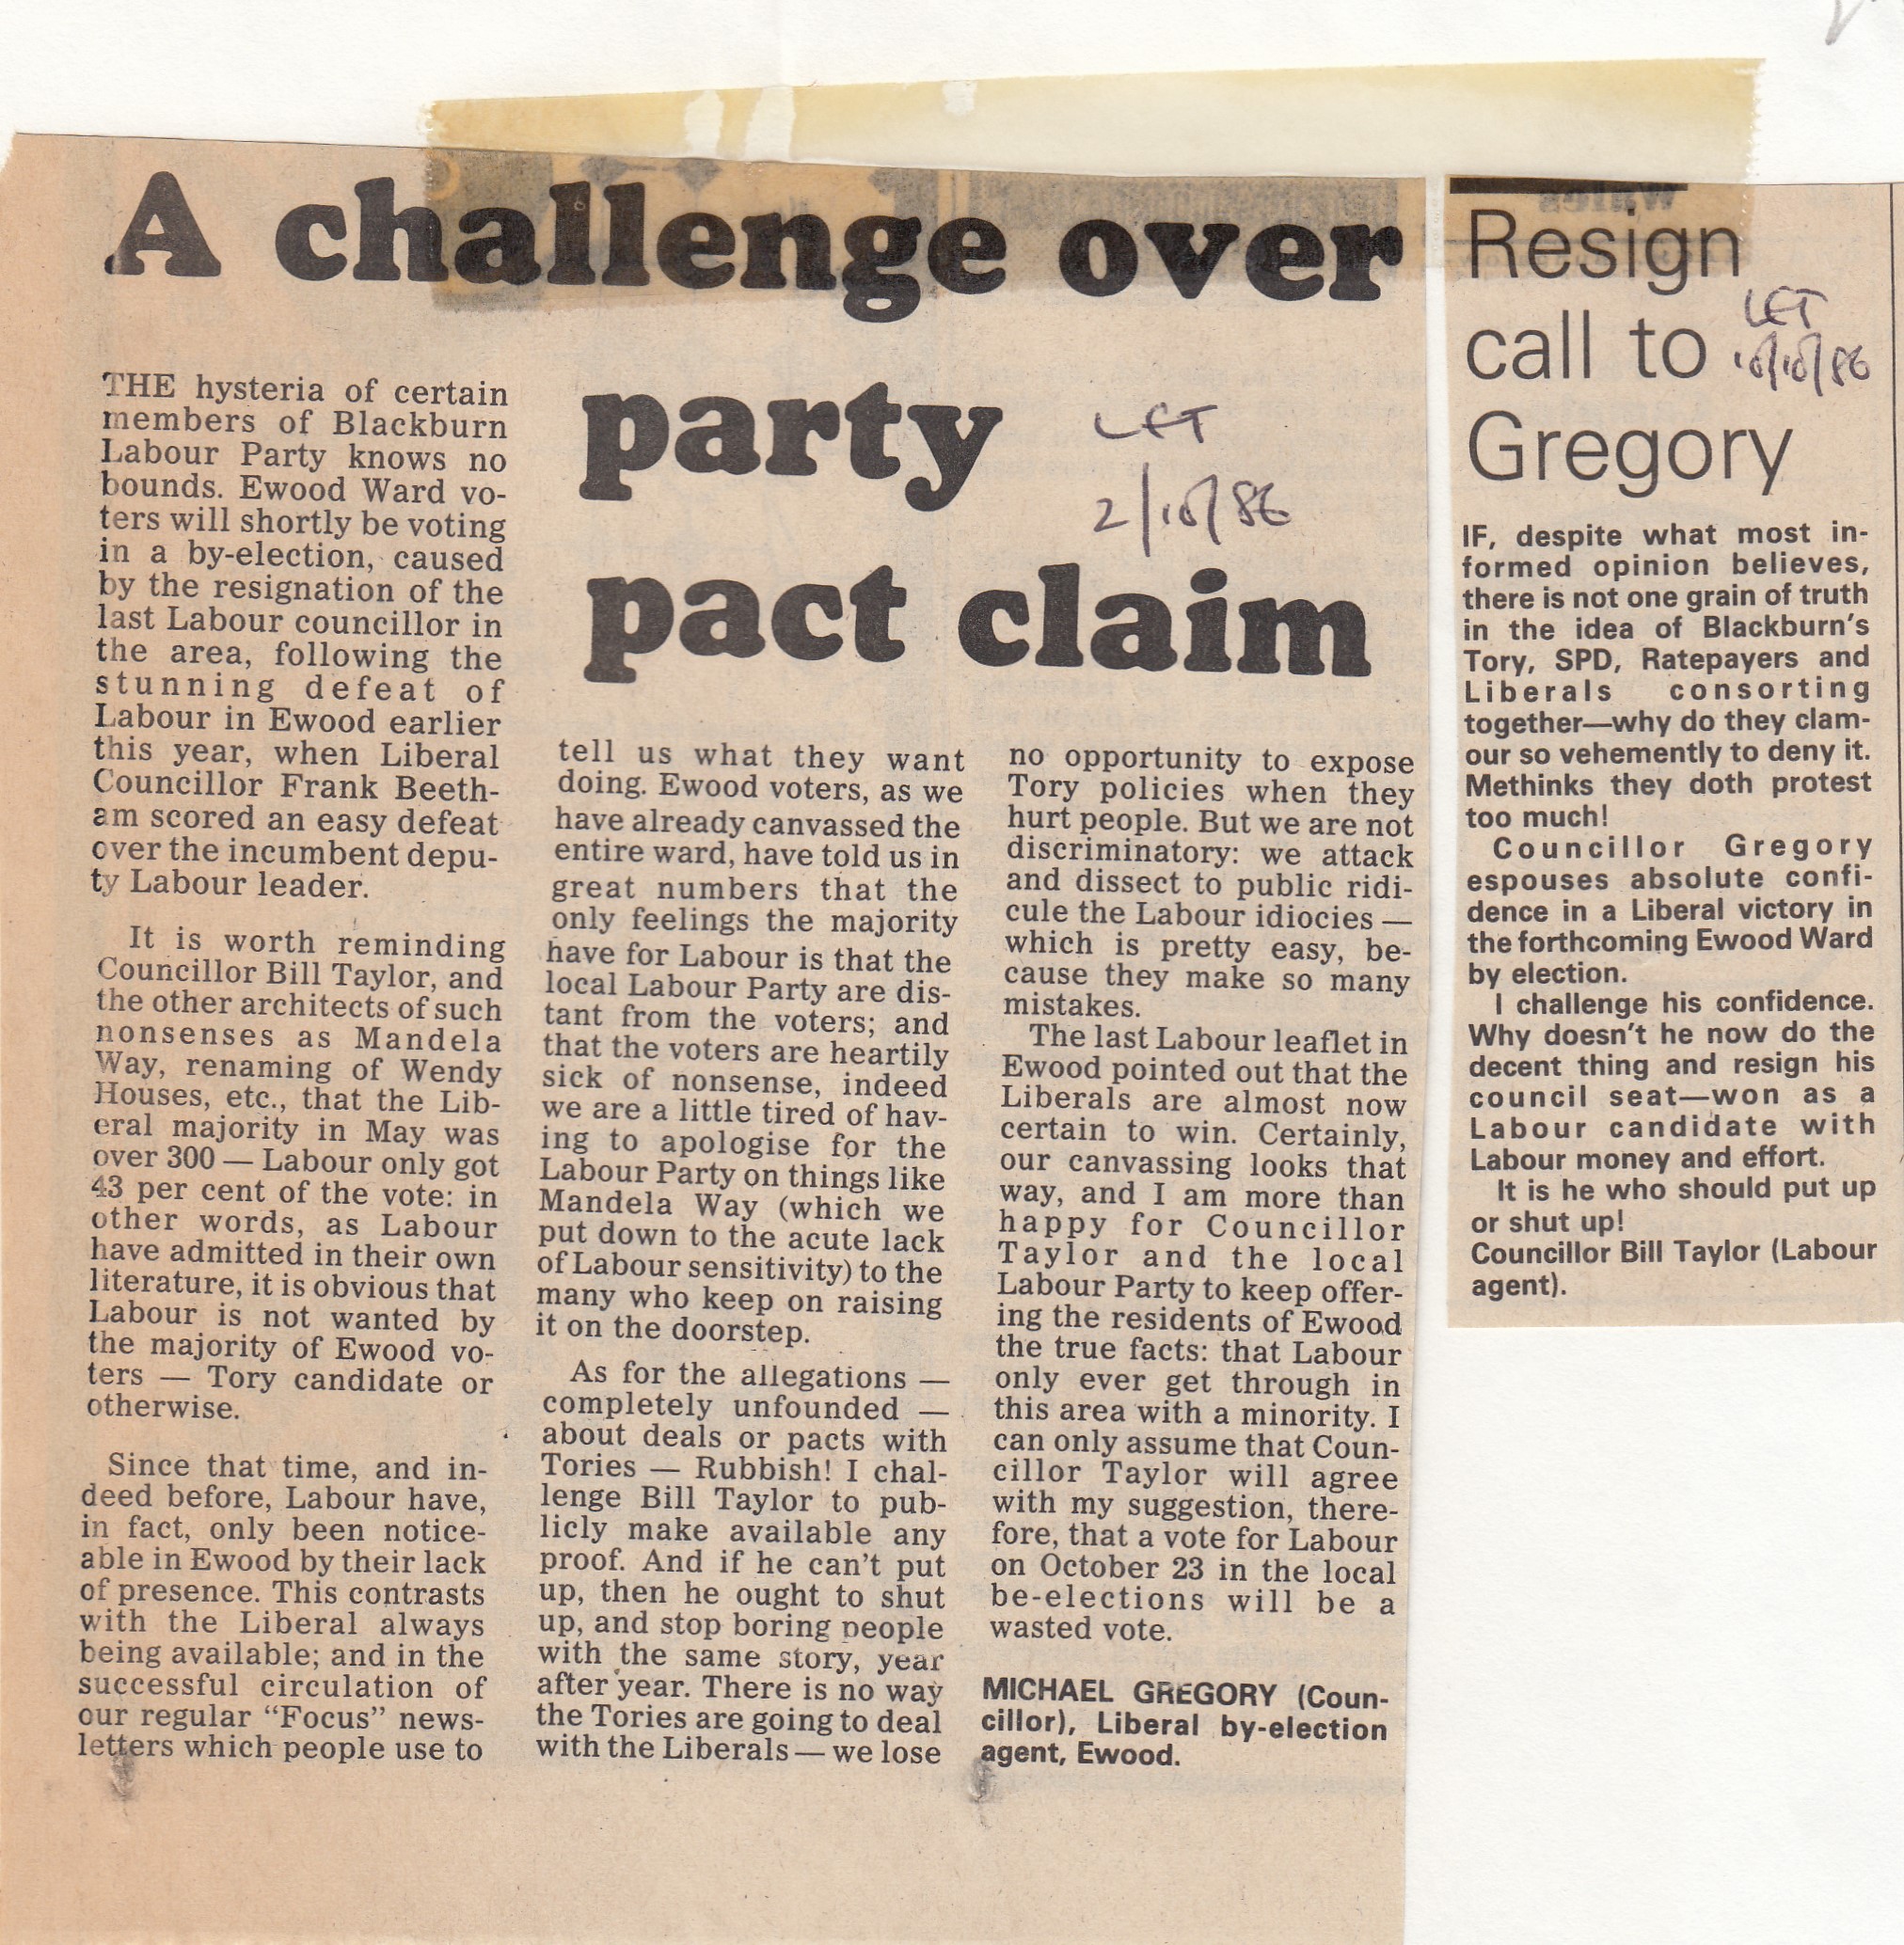 A challenge over
party
pact claim
LET
2/10/86
THE hysteria of certain
members of Blackburn
Labour Party knows no
bounds. Ewood Ward vo-
ters will shortly be voting
in a by-election, caused
by the resignation of the
last Labour councillor in
the area, following the
stunning defeat of
Labour in Ewood earlier
this year, when Liberal
Councillor Frank Beeth-
am scored an easy defeat
over the incumbent depu-
ty Labour leader.
It is worth reminding
Councillor Bill Taylor, and
the other architects of such
nonsenses as Mandela
Way, renaming of Wendy
Houses, etc., that the Lib-
eral majority in May was
over 300 — Labour only got
43 per cent of the vote: in
other words, as Labour
have admitted in their own
literature, it is obvious that
Labour is not wanted by
the majority of Ewood vo-
ters — Tory candidate or
otherwise.
Since that time, and in-
deed before, Labour have,
in fact, only been notice-
able in Ewood by their lack
of presence. This contrasts
with the Liberal always
being available; and in the
successful circulation of
our regular “Focus” news-
letters which people use to
tell us what they want
doing. Ewood voters, as we
have already canvassed the
entire ward, have told us in
great numbers that the
only feelings the majority
have for Labour is that the
local Labour Party are dis-
tant from the voters; and
that the voters are heartily
sick of nonsense, indeed
we are a little tired of hav-
ing to apologise for the
Labour Party on things like
Mandela Way (which we
put down to the acute lack
of Labour sensitivity) to the
many who keep on raising
it on the doorstep.
As for the allegations —
completely unfounded —
about deals or pacts with
Tories — Rubbish! I chal-
lenge Bill Taylor to pub-
licly make available any
proof. And if he can't put
up, then he ought to shut
up, and stop boring people
with the same story, year
after year. There is no way
the Tories are going to deal
with the Liberals — we lose
no opportunity to expose
Tory policies when they
hurt people. But we are not
discriminatory: we attack
and dissect to public ridi-
cule the Labour idiocies —
which is pretty easy, be-
cause they make so many
mistakes.
The last Labour leaflet in
Ewood pointed out that the
Liberals are almost now
certain to win. Certainly,
our canvassing looks that
way, and I am more than
happy for Councillor
Taylor and the local
Labour Party to keep offer-
ing the residents of Ewood
the true facts: that Labour
only ever get through in
this area with a minority. I
can only assume that Coun-
cillor Taylor will agree
with my suggestion, there-
fore, that a vote for Labour
on October 23 in the local
be-elections will be a
wasted vote.
MICHAEL GREGORY (Coun-
cillor), Liberal by-election
agent, Ewood.
Resign
call to
Gregory
LET
10/10/86
IF, despite what most in-
formed opinion believes,
there is not one grain of truth
in the idea of Blackburn's
Tory, SPD, Ratepayers and
Liberals consorting
together—why do they clam-
our so vehemently to deny it.
Methinks they doth protest
too much!
Councillor Gregory
espouses absolute confi-
dence in a Liberal victory in
the forthcoming Ewood Ward
by election.
I challenge his confidence.
Why doesn't he now do the
decent thing and resign his
council seat—won as a
Labour candidate with
Labour money and effort.
It is he who should put up
or shut up!
Councillor Bill Taylor (Labour
agent).